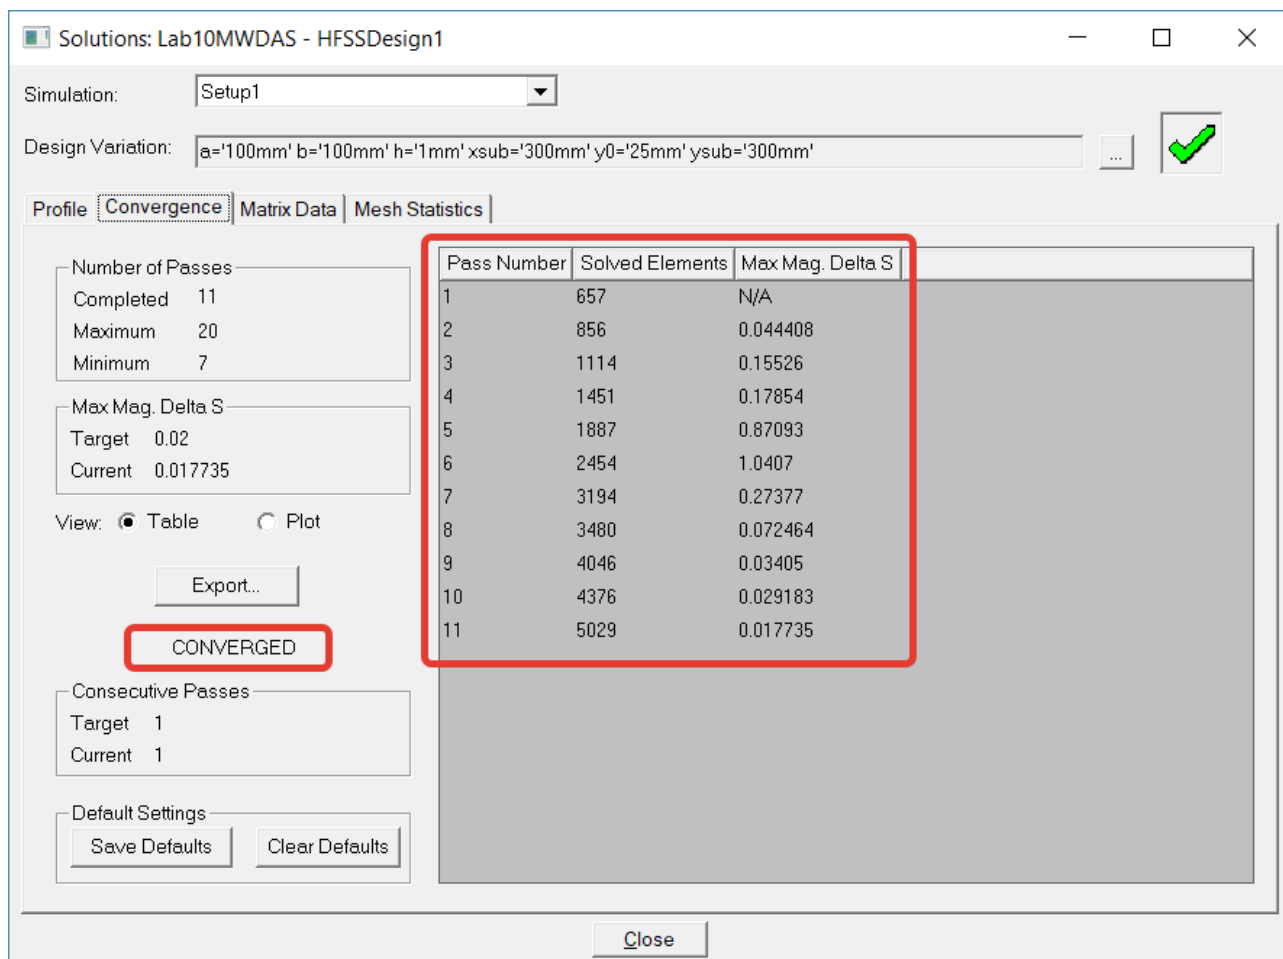 Solutions: Lab10MWDAS - HFSSDesign1
Simulation: Setup1
Design Variation: a='100mm' b='100mm' h='1mm' xsub='300mm' y0='25mm' ysub='300mm' ...
Profile Convergence Matrix Data Mesh Statistics
Number of Passes
Completed 11
Maximum 20
Minimum 7
Max Mag. Delta S
Target 0.02
Current 0.017735
View: Table Plot
Export...
CONVERGED
Consecutive Passes
Target 1
Current 1
Default Settings
Save Defaults Clear Defaults
Pass Number Solved Elements Max Mag. Delta S
1 657 N/A
2 856 0.044408
3 1114 0.15526
4 1451 0.17854
5 1887 0.87093
6 2454 1.0407
7 3194 0.27377
8 3480 0.072464
9 4046 0.03405
10 4376 0.029183
11 5029 0.017735
Close